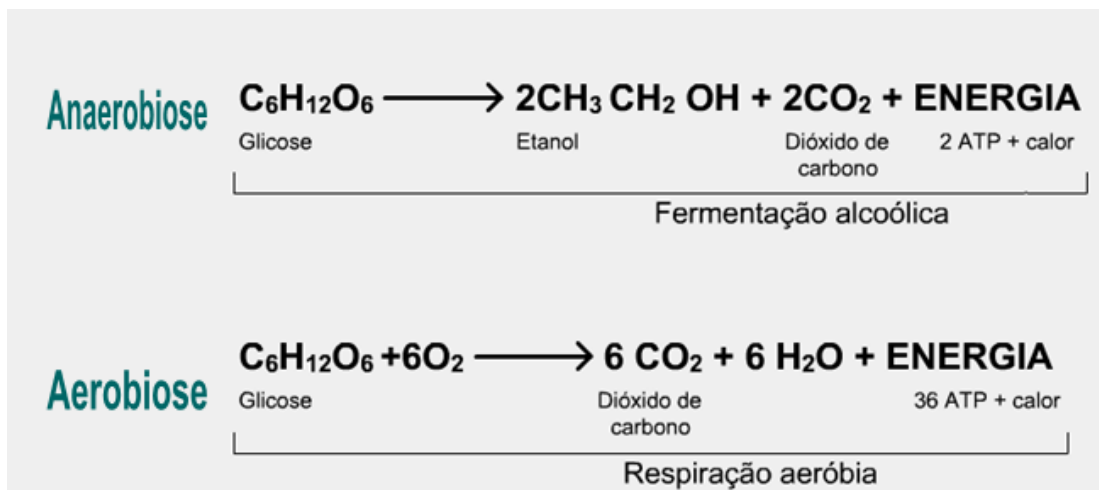 Anaerobiose C₆H₁₂O₆ ⟶ 2CH₃ CH₂ OH + 2CO₂ + ENERGIA
Glicose Etanol Dióxido de carbono 2 ATP + calor
Fermentação alcoólica
Aerobiose C₆H₁₂O₆ +6O₂ ⟶ 6 CO₂ + 6 H₂O + ENERGIA
Glicose Dióxido de carbono 36 ATP + calor
Respiração aeróbia